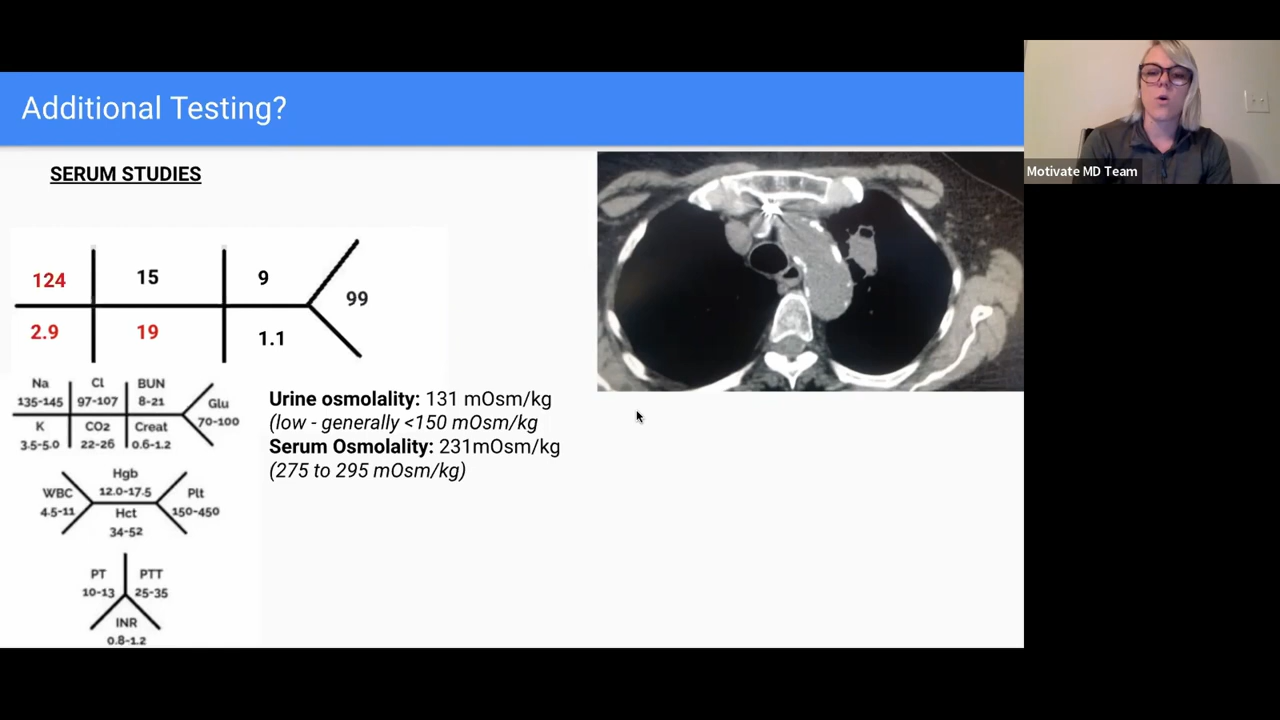 Additional Testing?
Motivate MD Team
SERUM STUDIES
124 15 9
99
2.9 19 1.1
Na Cl BUN
135-145 97-107 8-21
Glu
70-100
K CO2 Creat
3.5-5.0 22-26 0.6-1.2
Urine osmolality: 131 mOsm/kg
(low - generally <150 mOsm/kg
Serum Osmolality: 231mOsm/kg
(275 to 295 mOsm/kg)
Hgb
12.0-17.5
WBC Plt
4.5-11 150-450
Hct
34-52
PT PTT
10-13 25-35
INR
0.8-1.2